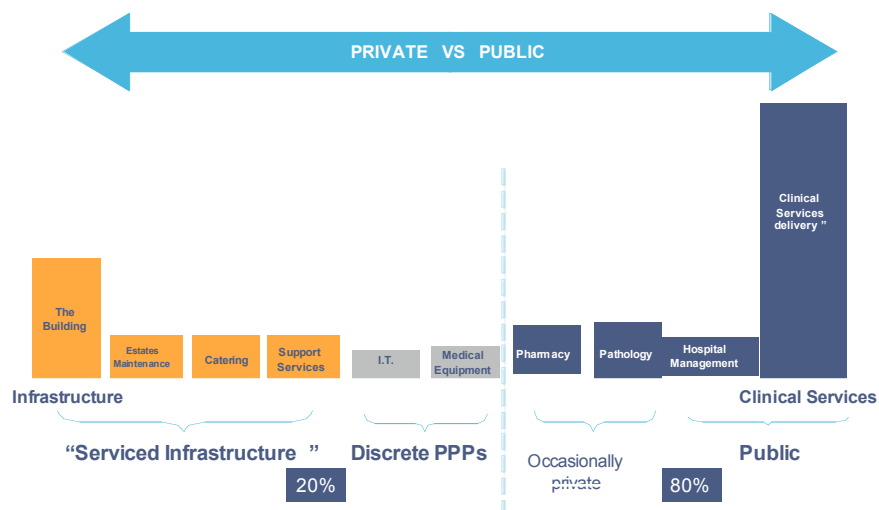 PRIVATE VS PUBLIC
Clinical
Services
delivery ”
The
Building
Estates
Maintenance
Catering
Support
Services
I.T.
Medical
Equipment
Pharmacy
Pathology
Hospital
Management
Infrastructure
Clinical Services
“Serviced Infrastructure ”
Discrete PPPs
Occasionally
private
Public
20%
80%